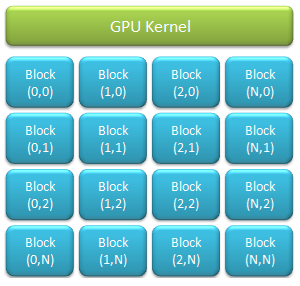 GPU Kernel
Block Block Block Block
(0,0) (1,0) (2,0) (N,0)
Block Block Block Block
(0,1) (1,1) (2,1) (N,1)
Block Block Block Block
(0,2) (1,2) (2,2) (N,2)
Block Block Block Block
(0,N) (1,N) (2,N) (N,N)